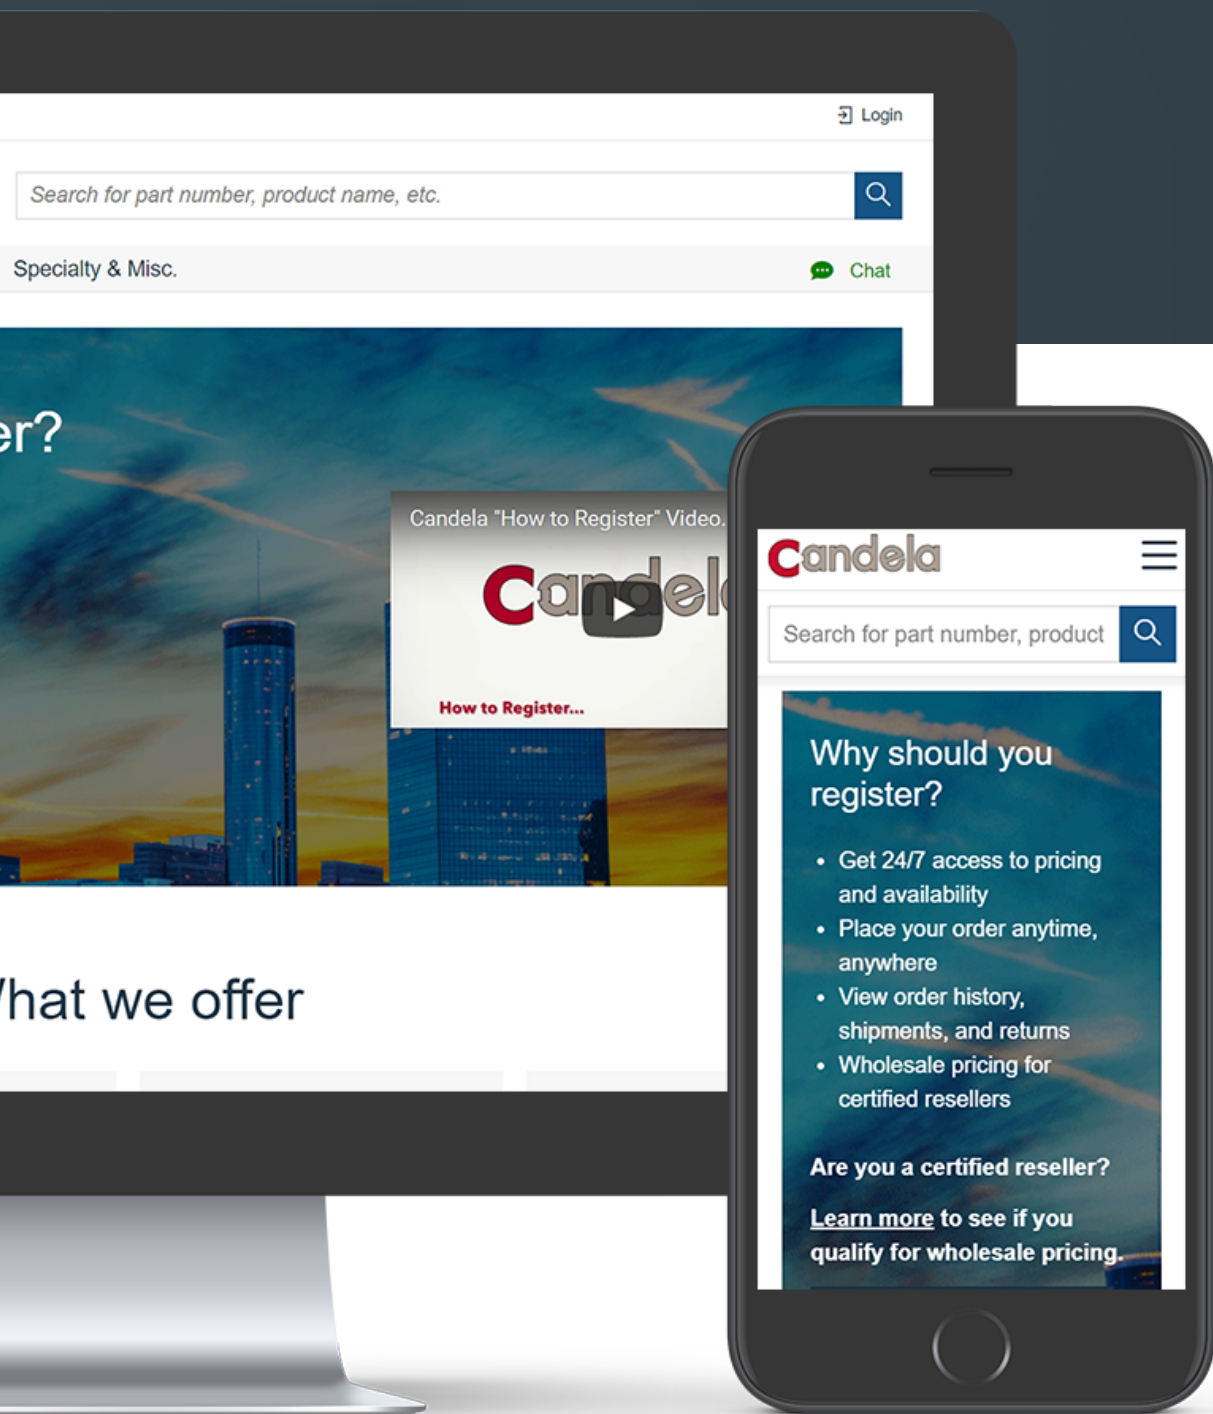 Login
Search for part number, product name, etc.
Specialty & Misc.
Chat
er?
Candela "How to Register" Video.
Candel
How to Register...
What we offer
Candela
Search for part number, product
Why should you
register?
• Get 24/7 access to pricing
and availability
• Place your order anytime,
anywhere
• View order history,
shipments, and returns
• Wholesale pricing for
certified resellers
Are you a certified reseller?
Learn more to see if you
qualify for wholesale pricing.